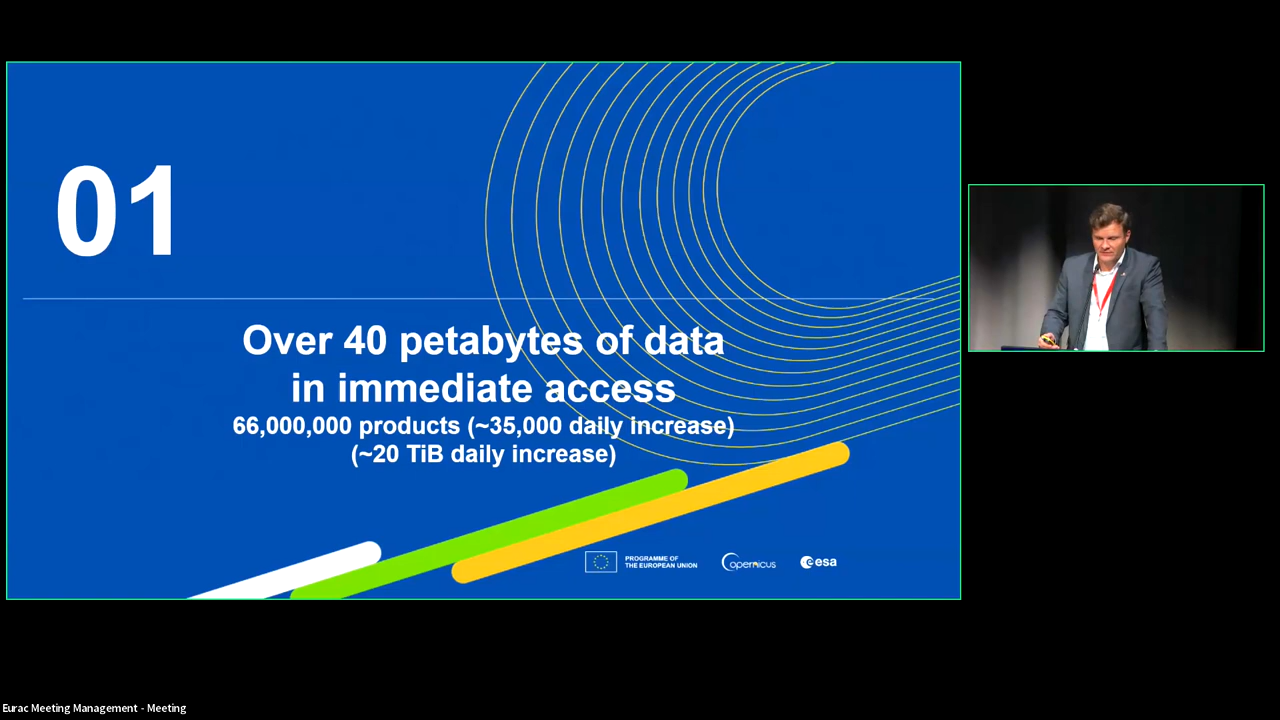 01
Over 40 petabytes of data
in immediate access
66,000,000 products (~35,000 daily increase)
(~20 TiB daily increase)
PROGRAMME OF
THE EUROPEAN UNION
opernicus
esa
Eurac Meeting Management - Meeting